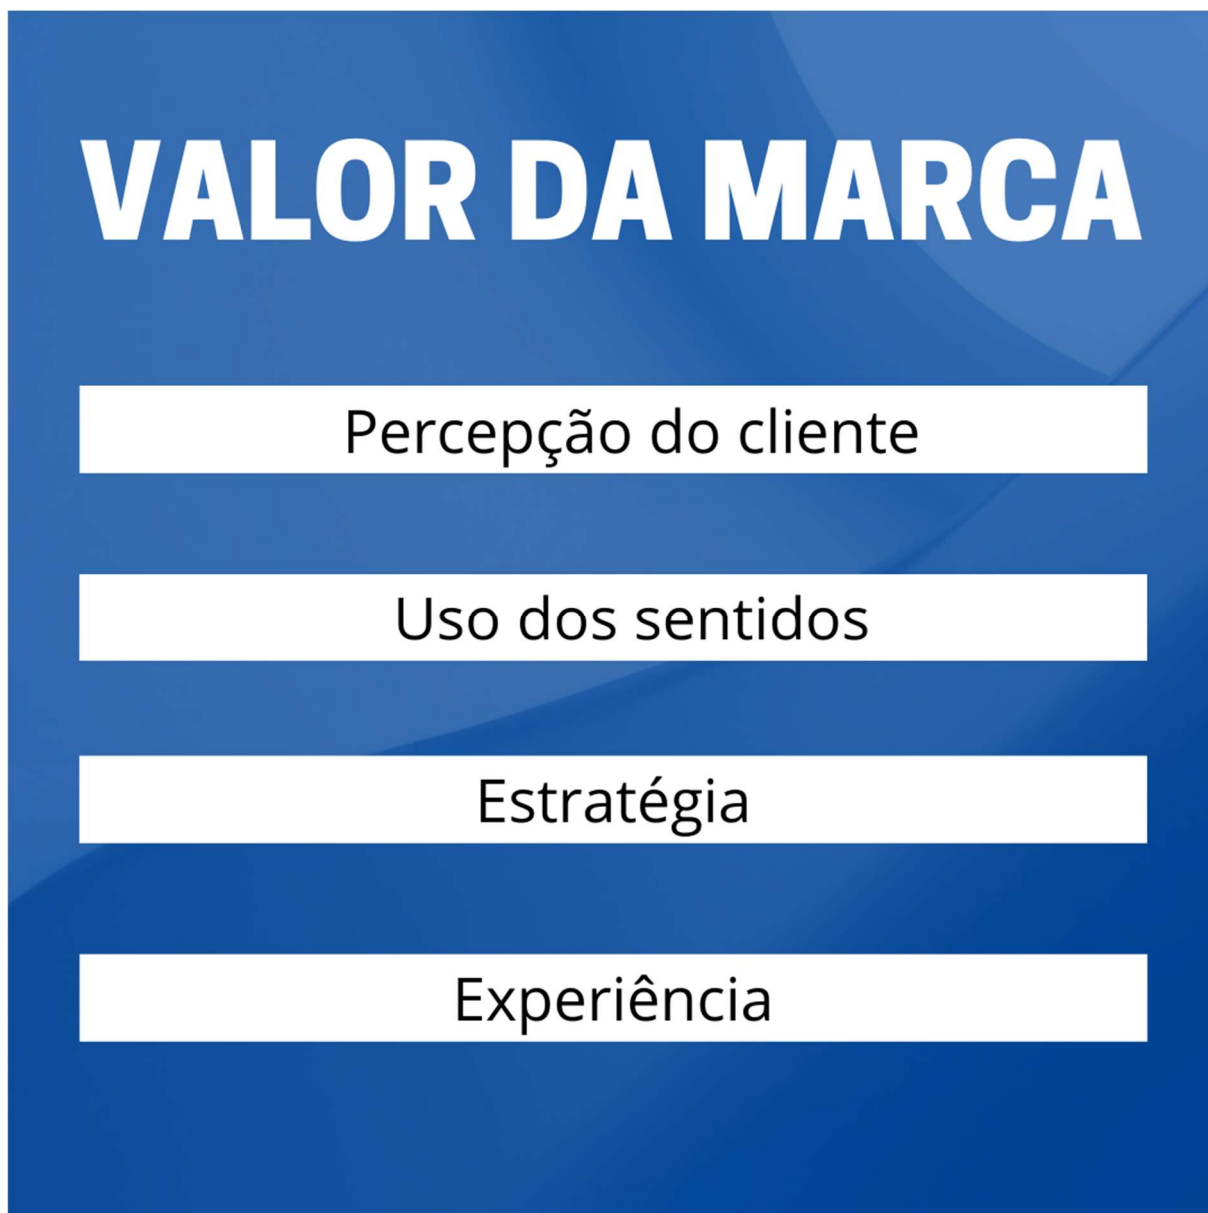 VALOR DA MARCA
Percepção do cliente
Uso dos sentidos
Estratégia
Experiência